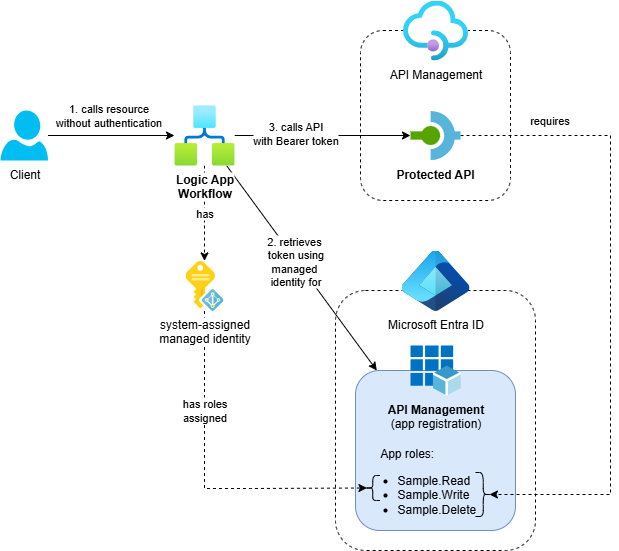 API Management
1. calls resource
without authentication
3. calls API
with Bearer token
requires
Client
Logic App
Workflow
Protected API
has
2. retrieves
token using
managed
identity for
system-assigned
managed identity
Microsoft Entra ID
has roles
assigned
API Management
(app registration)
App roles:
• Sample.Read
• Sample.Write
• Sample.Delete